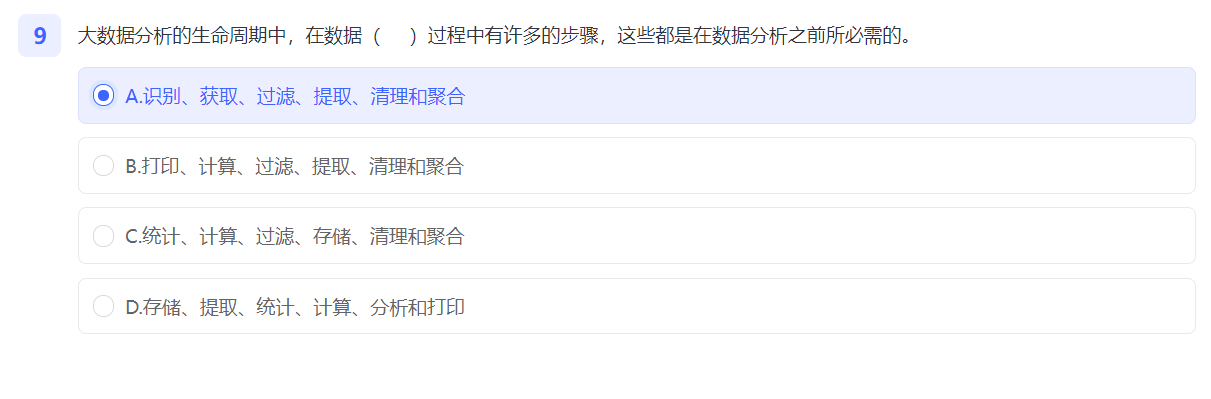 9 大数据分析的生命周期中，在数据（　）过程中有许多的步骤，这些都是在数据分析之前所必需的。
A.识别、获取、过滤、提取、清理和聚合
B.打印、计算、过滤、提取、清理和聚合
C.统计、计算、过滤、存储、清理和聚合
D.存储、提取、统计、计算、分析和打印